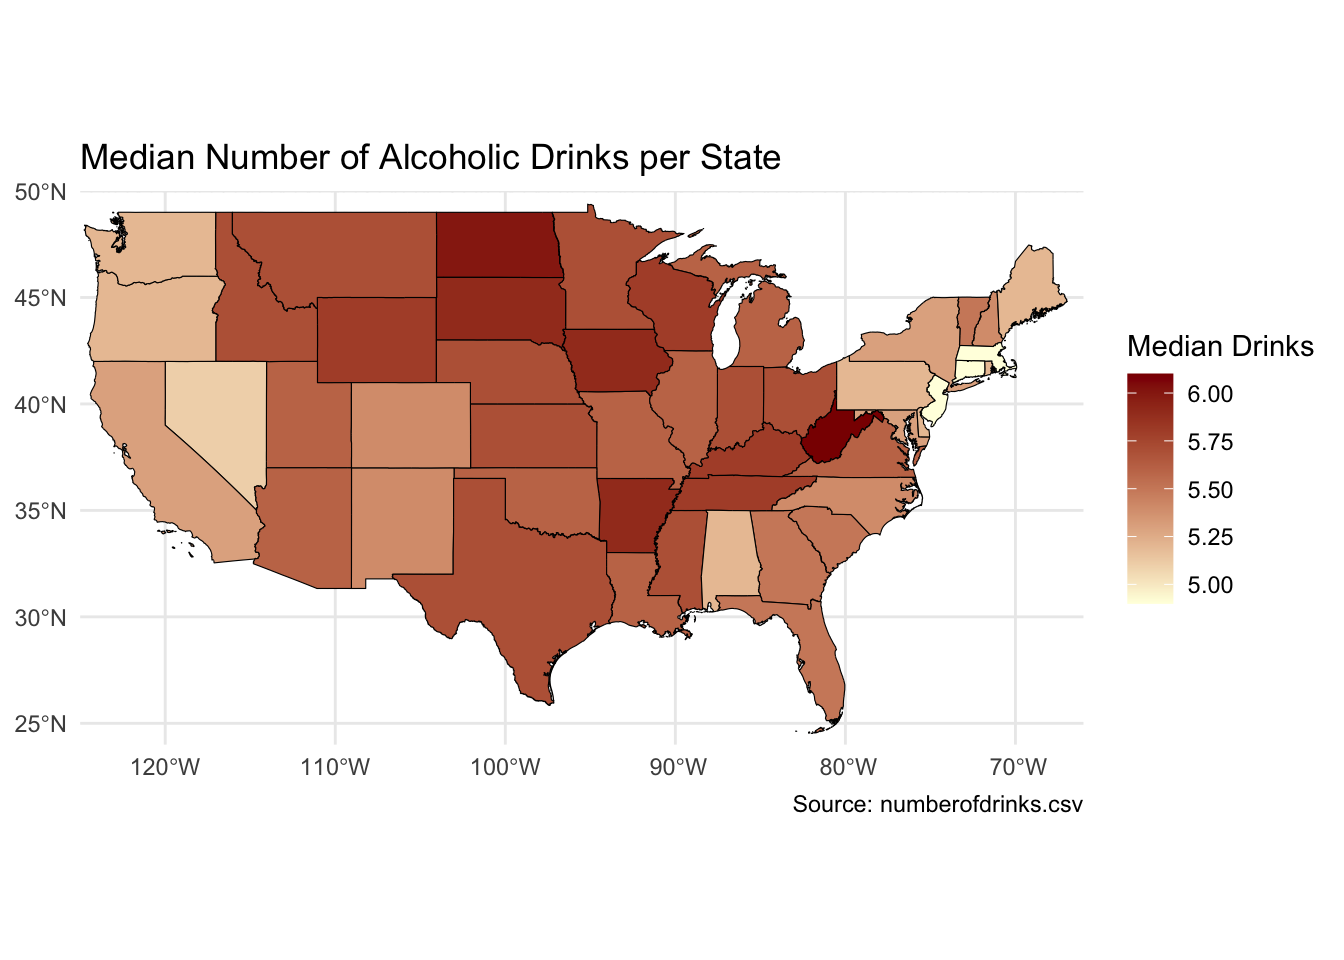 Median Number of Alcoholic Drinks per State
50°N
45°N
40°N
35°N
30°N
25°N
120°W 110°W 100°W 90°W 80°W 70°W
Median Drinks
6.00
5.75
5.50
5.25
5.00
Source: numberofdrinks.csv